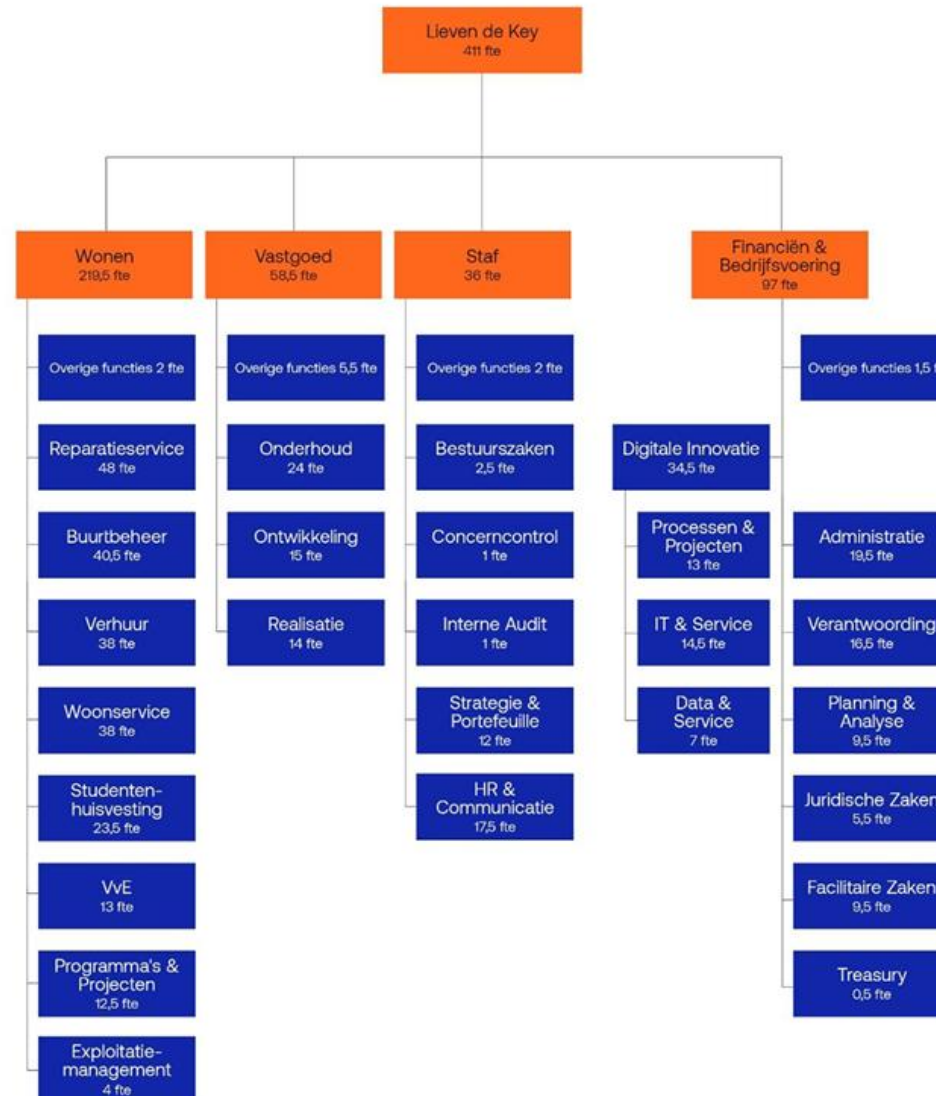 Lieven de Key
411 fte
Wonen
219,5 fte
Vastgoed
58,5 fte
Staf
36 fte
Financiën &
Bedrijfsvoering
97 fte
Overige functies 2 fte
Reparatieservice
48 fte
Buurtbeheer
40,5 fte
Verhuur
38 fte
Woonservice
38 fte
Studenten-
huisvesting
23,5 fte
VvE
13 fte
Programma's &
Projecten
12,5 fte
Exploitatie-
management
4 fte
Overige functies 5,5 fte
Onderhoud
24 fte
Ontwikkeling
15 fte
Realisatie
14 fte
Overige functies 2 fte
Bestuurszaken
2,5 fte
Concerncontrol
1 fte
Interne Audit
1 fte
Strategie &
Portefeuille
12 fte
HR &
Communicatie
17,5 fte
Digitale Innovatie
34,5 fte
Processen &
Projecten
13 fte
IT & Service
14,5 fte
Data &
Service
7 fte
Overige functies 1,5 f
Administratie
19,5 fte
Verantwoording
16,5 fte
Planning &
Analyse
9,5 fte
Juridische Zaken
5,5 fte
Facilitaire Zaken
9,5 fte
Treasury
0,5 fte